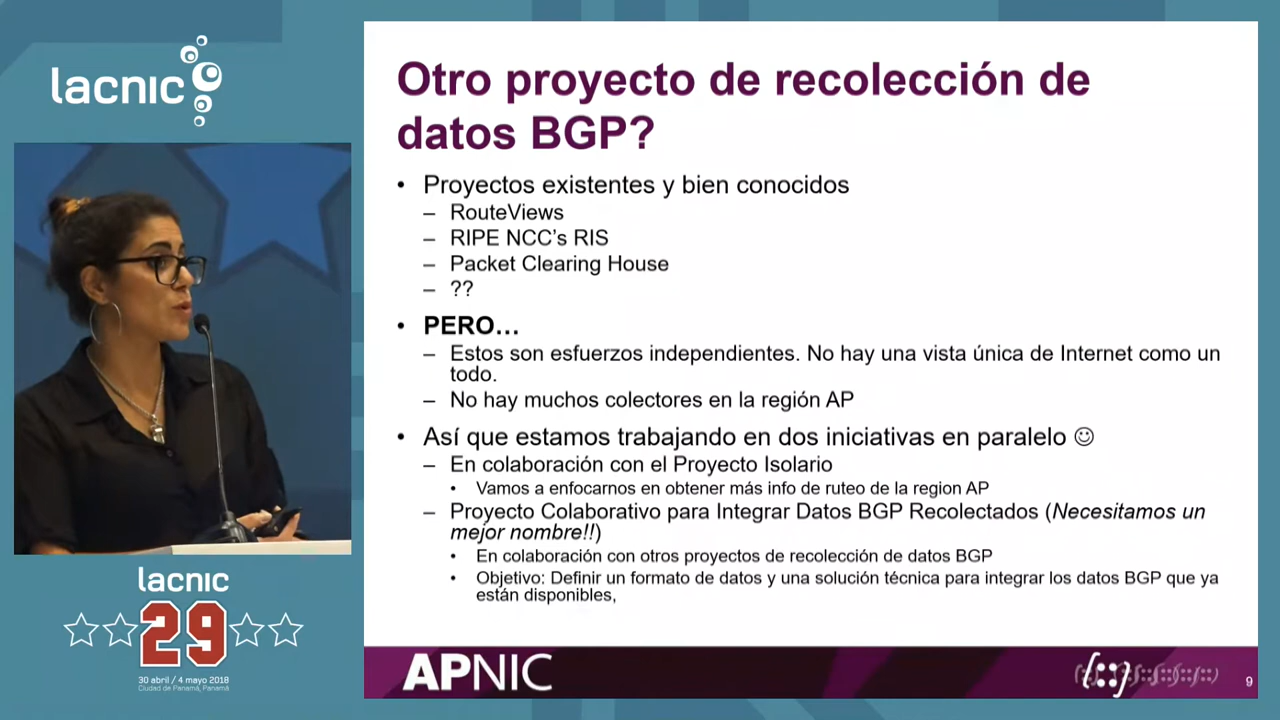 lacnic
Otro proyecto de recolección de
datos BGP?
• Proyectos existentes y bien conocidos
– RouteViews
– RIPE NCC’s RIS
– Packet Clearing House
– ??
• PERO…
– Estos son esfuerzos independientes. No hay una vista única de Internet como un
todo.
– No hay muchos colectores en la región AP
• Así que estamos trabajando en dos iniciativas en paralelo ☺
– En colaboración con el Proyecto Isolario
• Vamos a enfocarnos en obtener más info de ruteo de la region AP
– Proyecto Colaborativo para Integrar Datos BGP Recolectados (Necesitamos un
mejor nombre!!)
• En colaboración con otros proyectos de recolección de datos BGP
• Objetivo: Definir un formato de datos y una solución técnica para integrar los datos BGP que ya
están disponibles,
lacnic
29
30 abril / 4 mayo 2018
Ciudad de Panamá, Panamá
APNIC
9